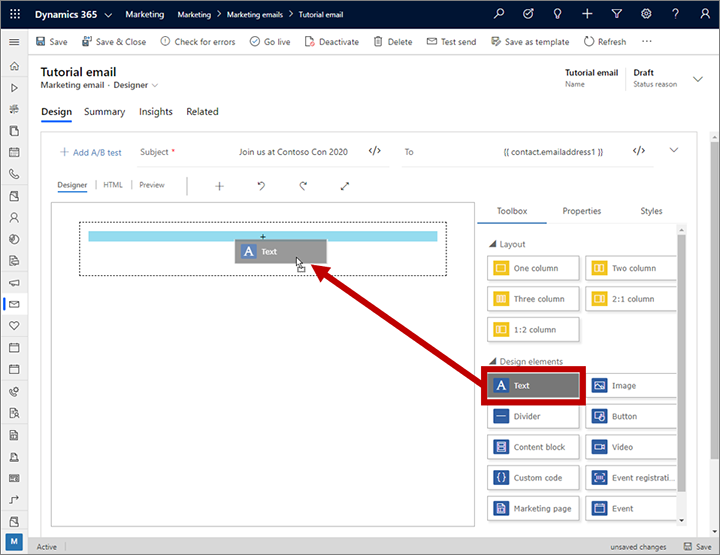 Dynamics 365 Marketing Marketing Marketing emails Tutorial email
Save Save & Close Check for errors Go live Deactivate Delete Test send Save as template Refresh
Tutorial email
Marketing email · Designer
Tutorial email
Name
Draft
Status reason
Design Summary Insights Related
+ Add A/B test Subject * Join us at Contoso Con 2020 </> To {{ contact.emailaddress1 }} </>
Designer HTML Preview
Toolbox Properties Styles
A Text
Layout
One column Two column
Three column 2:1 column
1:2 column
Design elements
A Text Image
Divider Button
Content block Video
{} Custom code Event registrati...
Marketing page Event
M Active unsaved changes Save